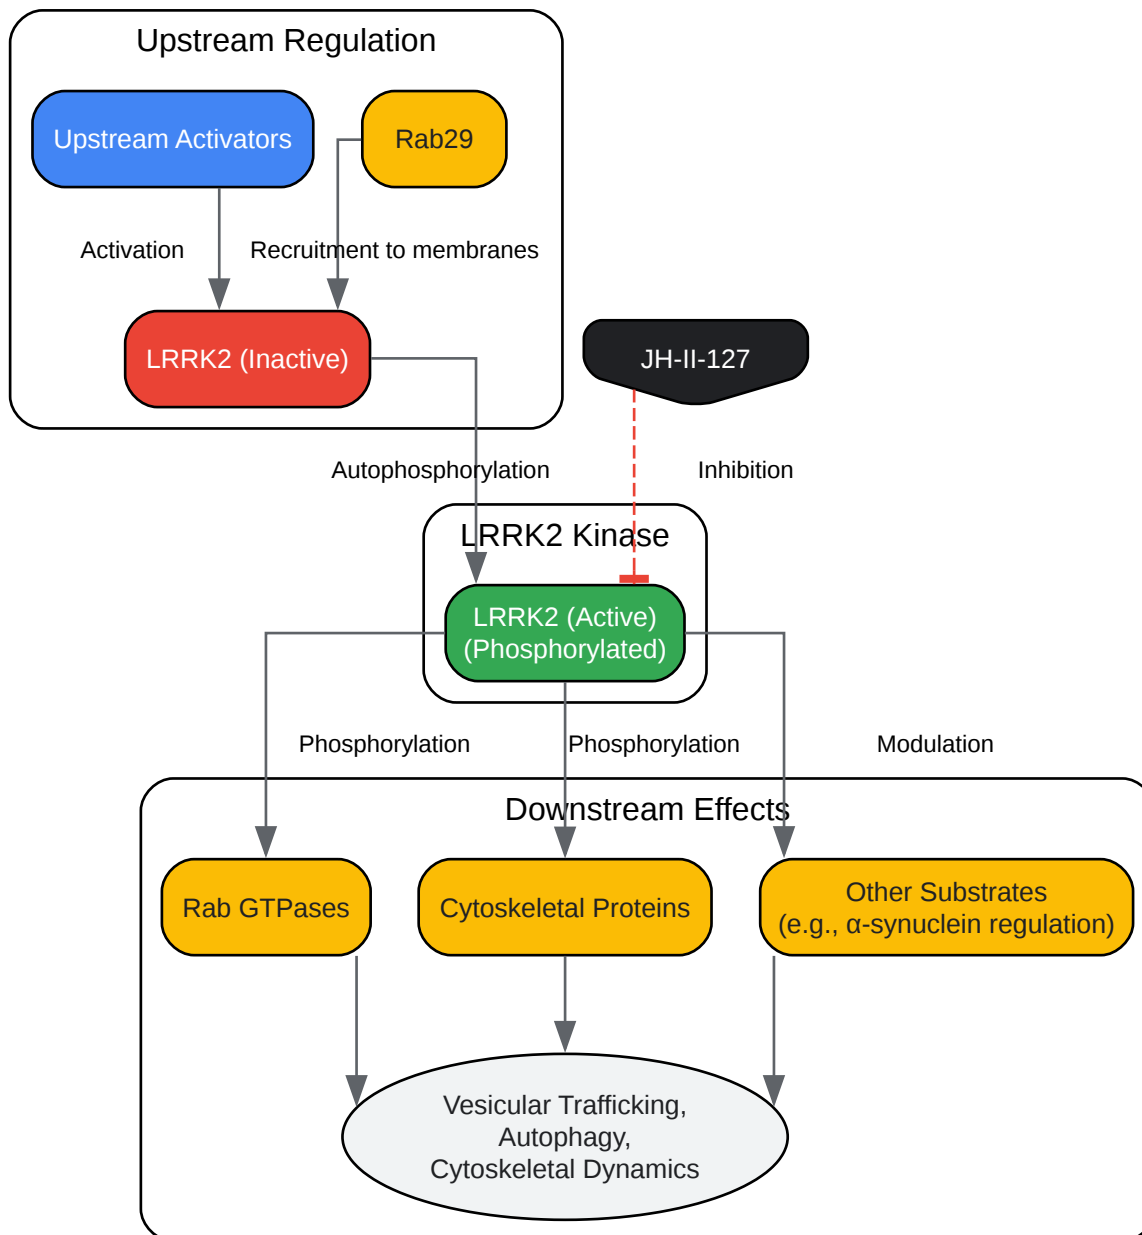 Upstream Regulation
Upstream Activators
Rab29
Activation
Recruitment to membranes
LRRK2 (Inactive)
JH-II-127
Autophosphorylation
Inhibition
LRRK2 Kinase
LRRK2 (Active)
(Phosphorylated)
Phosphorylation
Phosphorylation
Modulation
Downstream Effects
Rab GTPases
Cytoskeletal Proteins
Other Substrates
(e.g., α-synuclein regulation)
Vesicular Trafficking,
Autophagy,
Cytoskeletal Dynamics